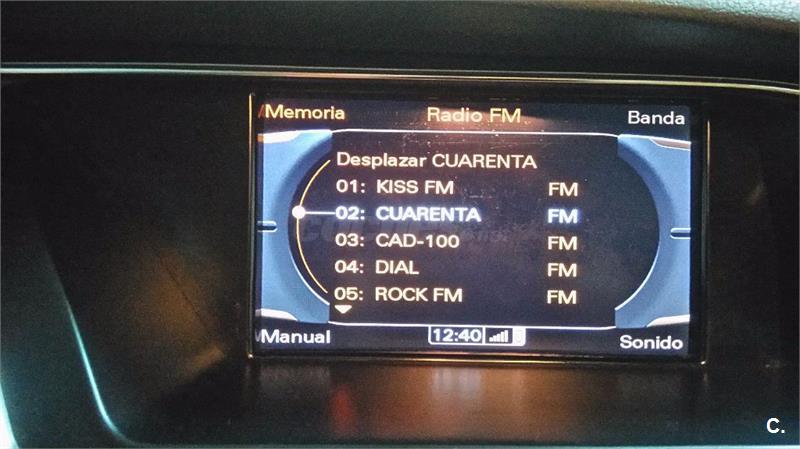 Memoria Radio FM Banda
Desplazar CUARENTA
01: KISS FM FM
02: CUARENTA FM
03: CAD-100 FM
04: DIAL FM
05: ROCK FM FM
Manual 12:40 Sonido
C.